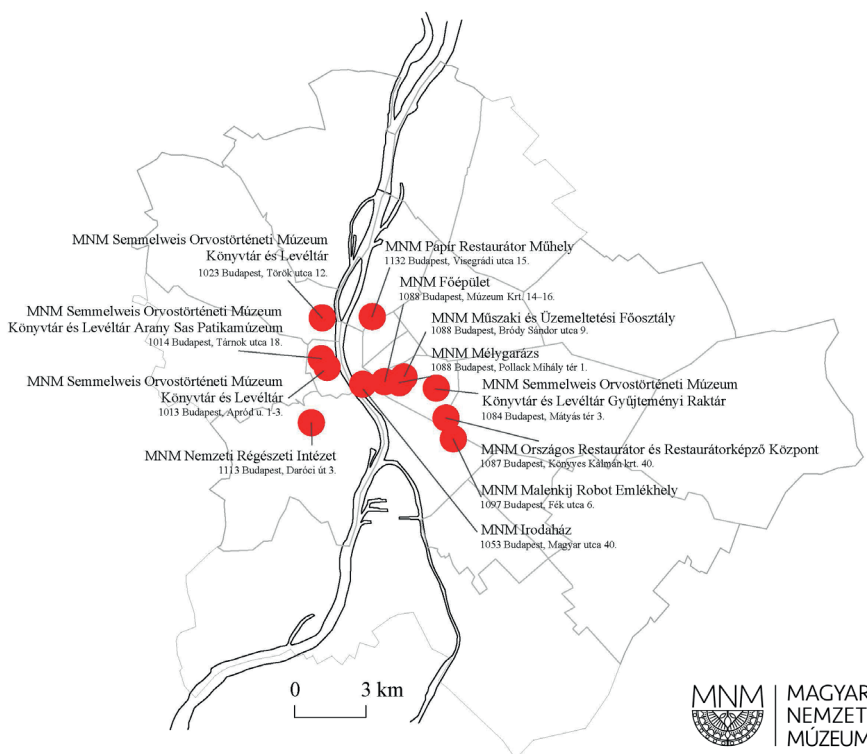 MNM Semmelweis Orvostörténeti Múzeum
Könyvtár és Levéltár
1023 Budapest, Török utca 12.
MNM Semmelweis Orvostörténeti Múzeum
Könyvtár és Levéltár Arany Sas Patikamúzeum
1014 Budapest, Tárnok utca 18.
MNM Semmelweis Orvostörténeti Múzeum
Könyvtár és Levéltár
1013 Budapest, Apród u. 1-3.
MNM Nemzeti Régészeti Intézet
1113 Budapest, Daróci út 3.
MNM Papír Restaurátor Műhely
1132 Budapest, Visegrádi utca 15.
MNM Főépület
1088 Budapest, Múzeum Krt. 14–16.
MNM Műszaki és Üzemeltetési Főosztály
1088 Budapest, Bródy Sándor utca 9.
MNM Mélygarázs
1088 Budapest, Pollack Mihály tér 1.
MNM Semmelweis Orvostörténeti Múzeum
Könyvtár és Levéltár Gyűjteményi Raktár
1084 Budapest, Mátyás tér 3.
MNM Országos Restaurátor és Restaurátorképző Központ
1087 Budapest, Könyves Kálmán krt. 40.
MNM Malenkij Robot Emlékhely
1097 Budapest, Fék utca 6.
MNM Irodaház
1053 Budapest, Magyar utca 40.
0 3 km
MNM
MAGYAR
NEMZET
MÚZEUM